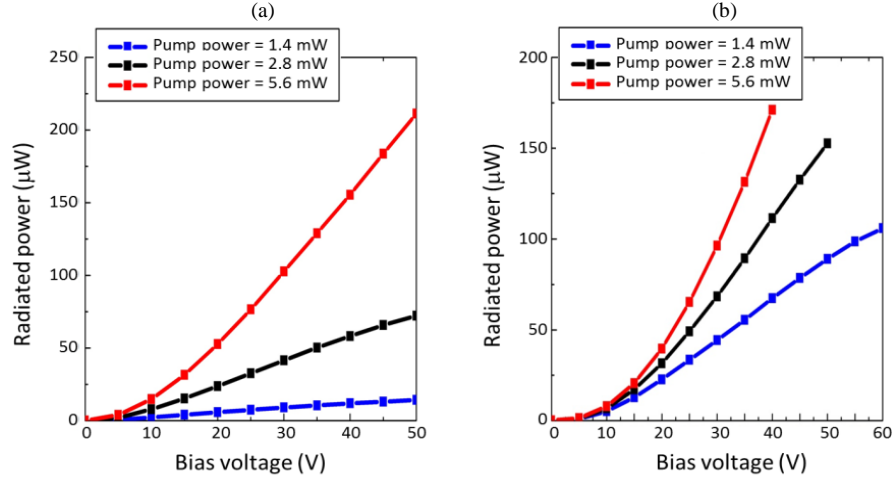 (a)
Pump power = 1.4 mW
Pump power = 2.8 mW
Pump power = 5.6 mW
250
200
150
100
50
0
Radiated power (μW)
0 10 20 30 40 50
Bias voltage (V)
(b)
Pump power = 1.4 mW
Pump power = 2.8 mW
Pump power = 5.6 mW
200
150
100
50
0
Radiated power (μW)
0 10 20 30 40 50 60
Bias voltage (V)